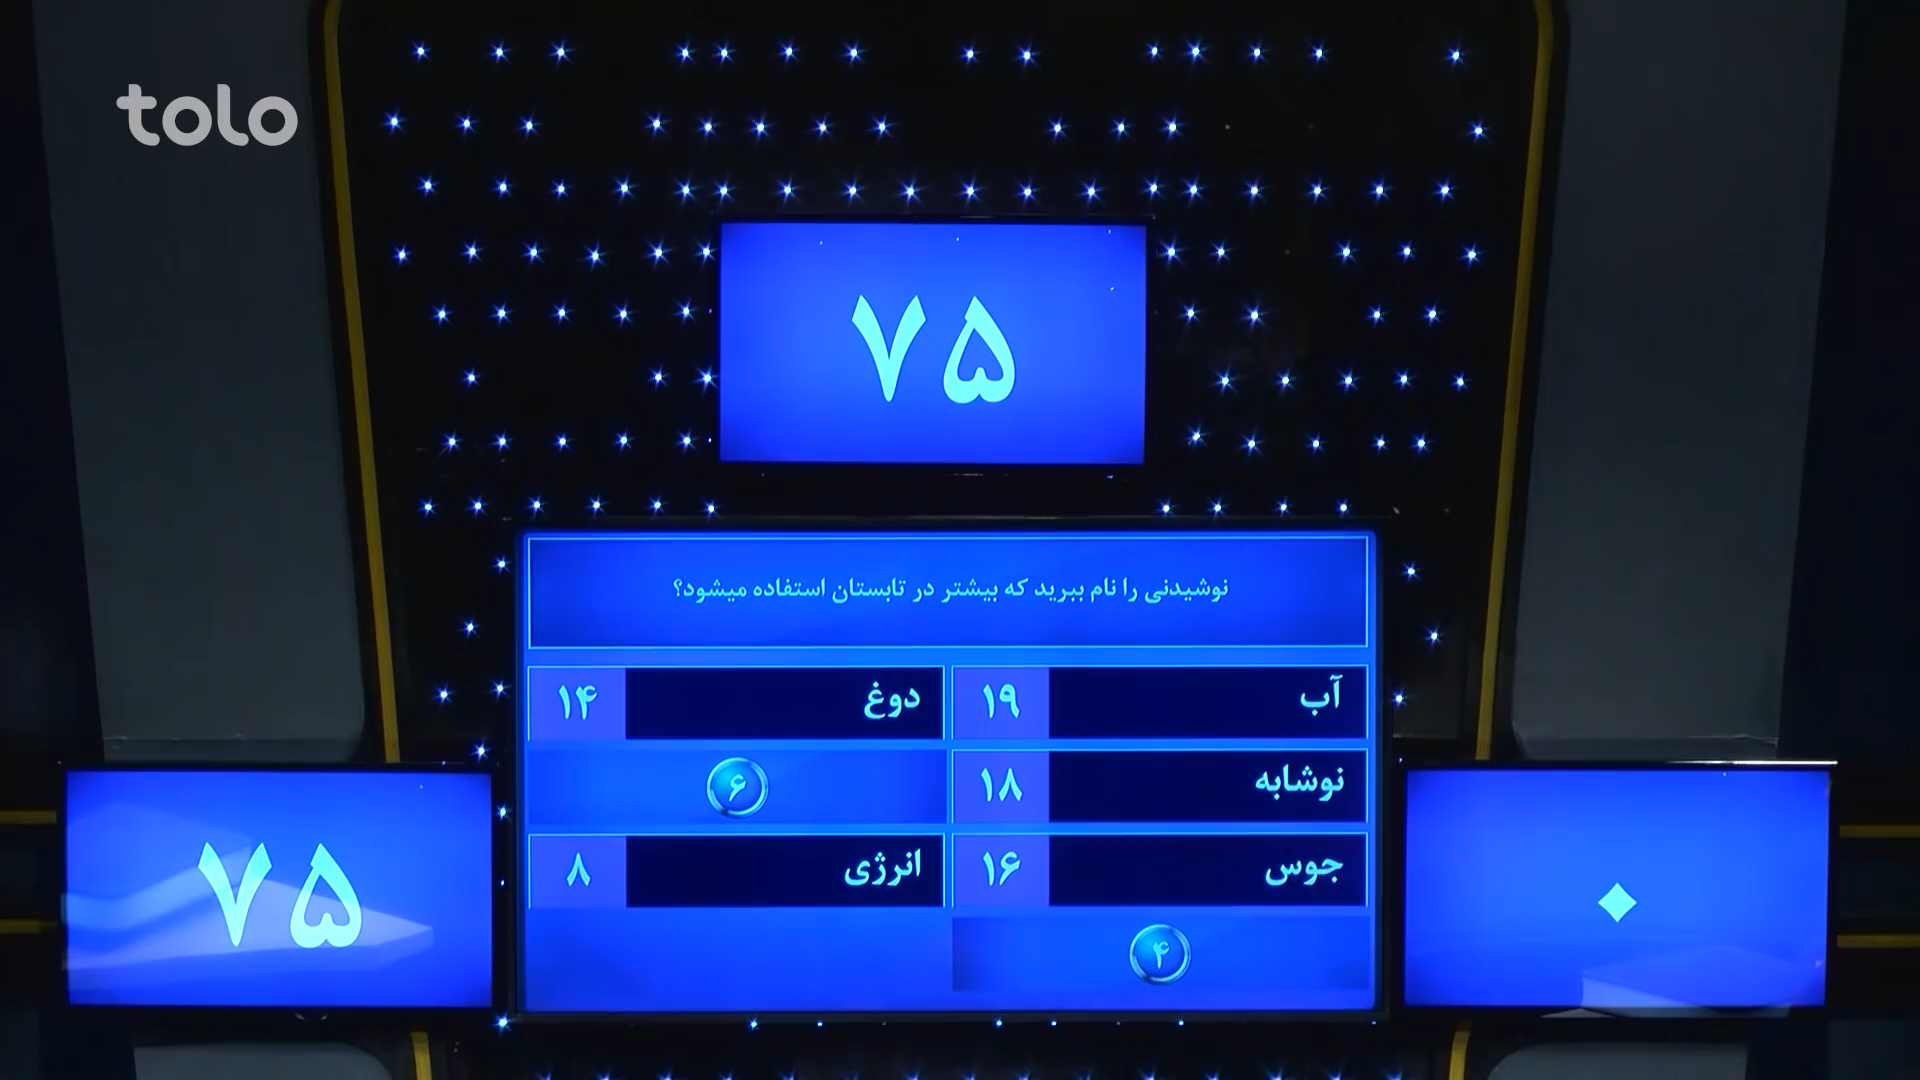 tolo
۷۵
نوشیدنی را نام ببرید که بیشتر در تابستان استفاده میشود؟
آب ۱۹
نوشابه ۱۸
جوس ۱۶
۴
دوغ ۱۴
۶
انرژی ۸
۷۵
۰